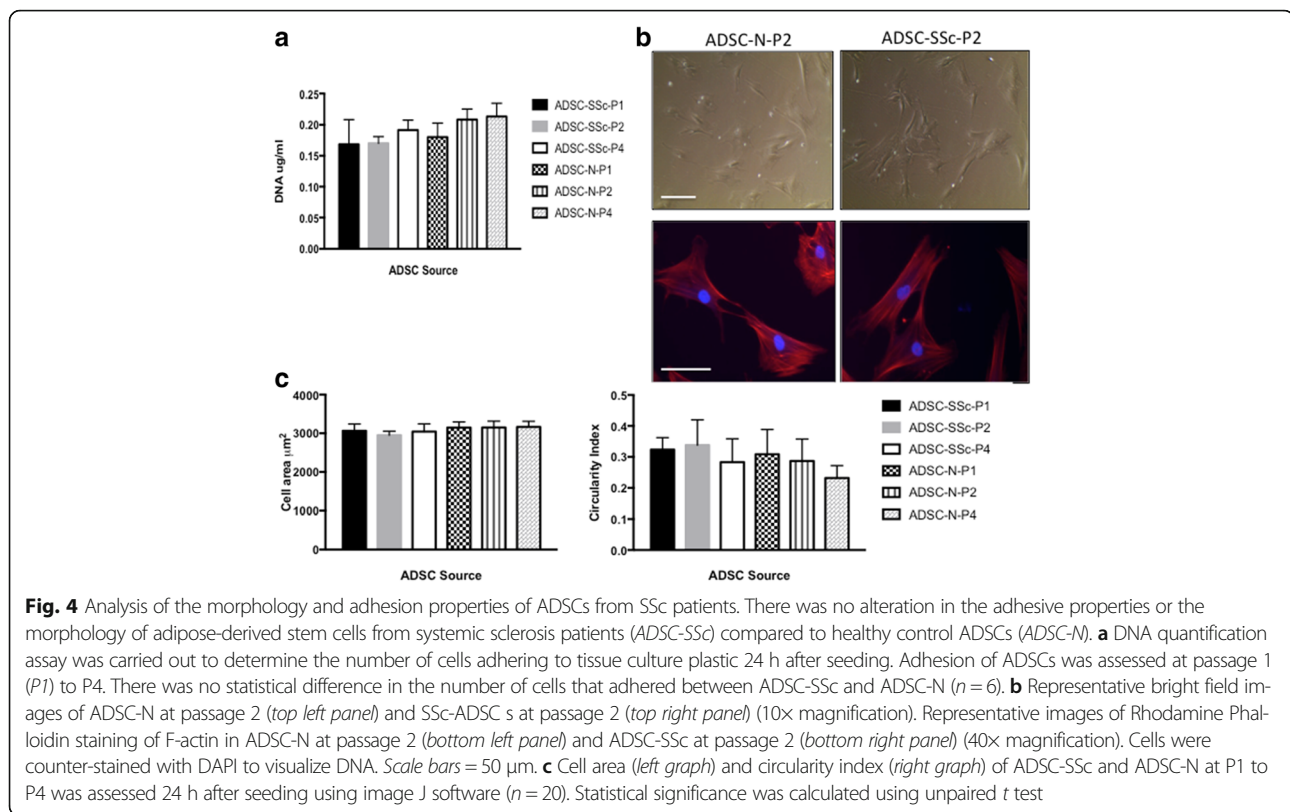 a
b
ADSC-N-P2
ADSC-SSc-P2
0.25
0.20
0.15
0.10
0.05
0.00
DNA ug/ml
ADSC Source
ADSC-SSc-P1
ADSC-SSc-P2
ADSC-SSc-P4
ADSC-N-P1
ADSC-N-P2
ADSC-N-P4
c
4000
3000
2000
1000
0
Cell area µm²
ADSC Source
0.5
0.4
0.3
0.2
0.1
0.0
Circularity Index
ADSC Source
ADSC-SSc-P1
ADSC-SSc-P2
ADSC-SSc-P4
ADSC-N-P1
ADSC-N-P2
ADSC-N-P4
Fig. 4 Analysis of the morphology and adhesion properties of ADSCs from SSc patients. There was no alteration in the adhesive properties or the
morphology of adipose-derived stem cells from systemic sclerosis patients (ADSC-SSc) compared to healthy control ADSCs (ADSC-N). a DNA quantification
assay was carried out to determine the number of cells adhering to tissue culture plastic 24 h after seeding. Adhesion of ADSCs was assessed at passage 1
(P1) to P4. There was no statistical difference in the number of cells that adhered between ADSC-SSc and ADSC-N (n = 6). b Representative bright field im-
ages of ADSC-N at passage 2 (top left panel) and SSc-ADSC s at passage 2 (top right panel) (10× magnification). Representative images of Rhodamine Phal-
loidin staining of F-actin in ADSC-N at passage 2 (bottom left panel) and ADSC-SSc at passage 2 (bottom right panel) (40× magnification). Cells were
counter-stained with DAPI to visualize DNA. Scale bars = 50 µm. c Cell area (left graph) and circularity index (right graph) of ADSC-SSc and ADSC-N at P1 to
P4 was assessed 24 h after seeding using image J software (n = 20). Statistical significance was calculated using unpaired t test